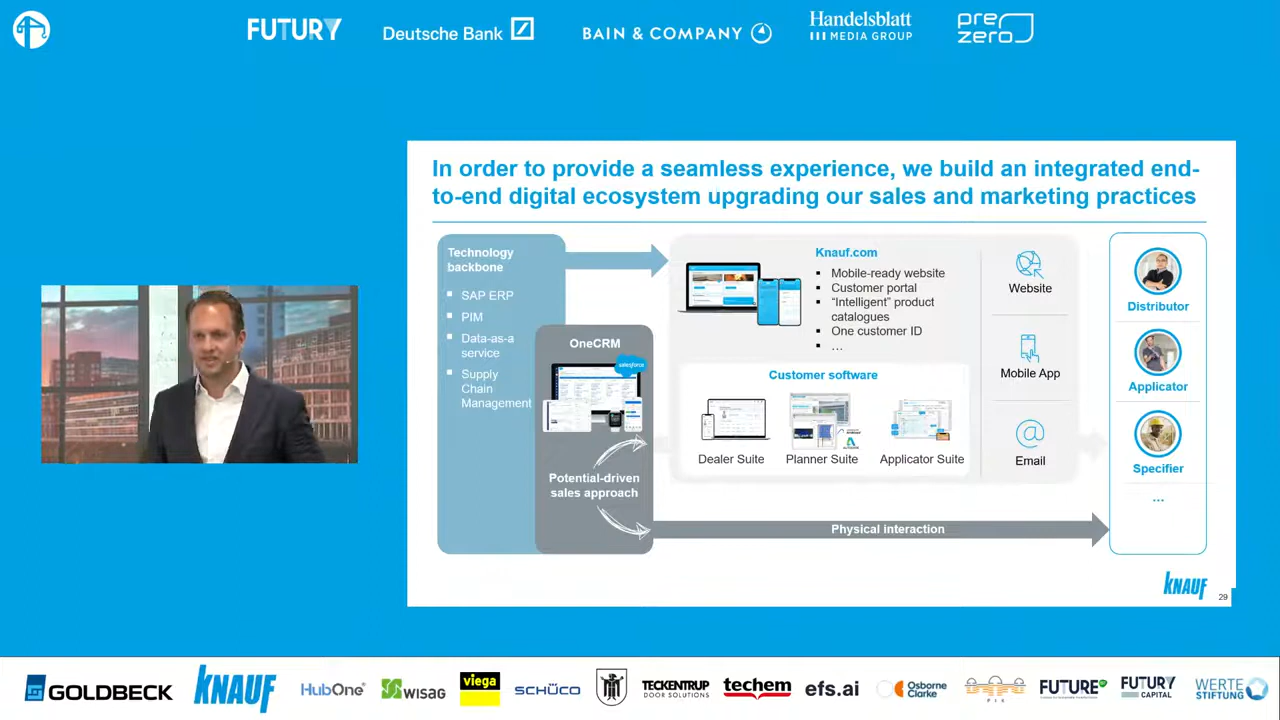 FUTURY
Deutsche Bank
BAIN & COMPANY
Handelsblatt
MEDIA GROUP
pre
zero
In order to provide a seamless experience, we build an integrated end-
to-end digital ecosystem upgrading our sales and marketing practices
Technology
backbone
SAP ERP
PIM
Data-as-a
service
Supply
Chain
Management
OneCRM
salesforce
Potential-driven
sales approach
Knauf.com
Mobile-ready website
Customer portal
“Intelligent” product
catalogues
One customer ID
…
Customer software
Dealer Suite
Planner Suite
Applicator Suite
Website
Mobile App
Email
Physical interaction
Distributor
Applicator
Specifier
...
KNAUF
29
GOLDBECK
KNAUF
HubOne
WISAG
viega
SCHÜCO
TECKENTRUP
DOOR SOLUTIONS
techem
efs.ai
Osborne
Clarke
FUTURE
FUTURY
CAPITAL
WERTE
STIFTUNG